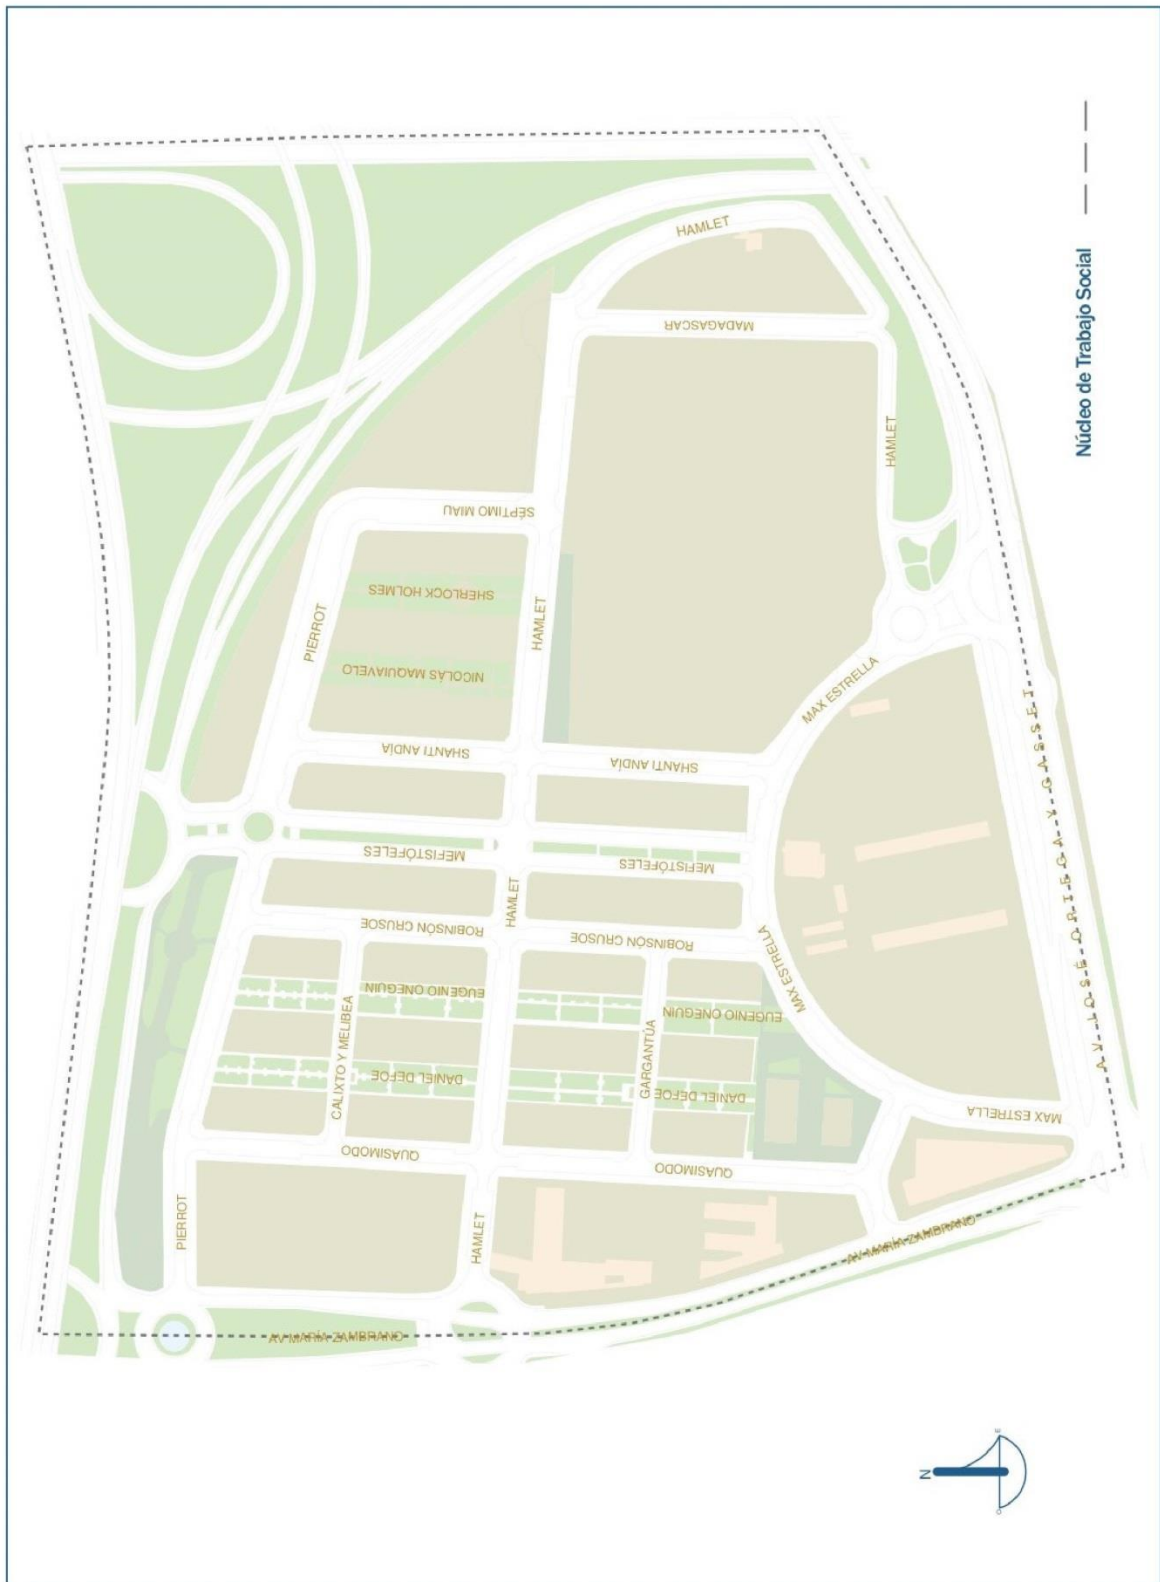 HAMLET
MADAGASCAR
HAMLET
SÉPTIMO MIAU
SHERLOCK HOLMES
PIERROT
HAMLET
NICOLÁS MAQUIAVELO
MAX ESTRELLA
SHANTI ANDÍA
SHANTI ANDÍA
MEFISTÓFELES
MEFISTÓFELES
HAMLET
ROBINSÓN CRUSOE
ROBINSÓN CRUSOE
MAX ESTRELLA
EUGENIO ONEGUIN
EUGENIO ONEGUIN
CALIXTO Y MELIBEA
GARGANTÚA
DANIEL DEFOE
DANIEL DEFOE
MAX ESTRELLA
QUASIMODO
QUASIMODO
PIERROT
HAMLET
AV MARÍA ZAMBRANO
AV MARÍA ZAMBRANO
AV JOSÉ ORTEGA Y GASSET
Núcleo de Trabajo Social
N
E
O